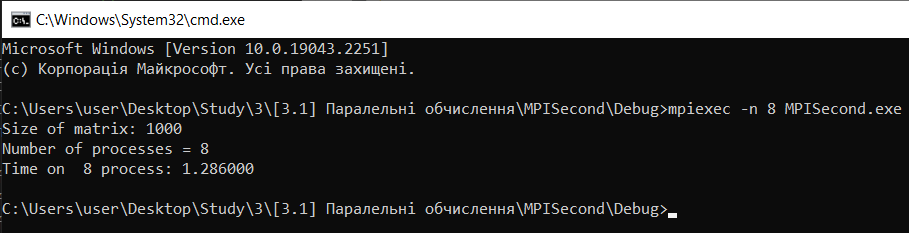 C:\Windows\System32\cmd.exe
Microsoft Windows [Version 10.0.19043.2251]
(c) Корпорація Майкрософт. Усі права захищені.
C:\Users\user\Desktop\Study\3\[3.1] Паралельні обчислення\MPISecond\Debug>mpiexec -n 8 MPISecond.exe
Size of matrix: 1000
Number of processes = 8
Time on  8 process: 1.286000
C:\Users\user\Desktop\Study\3\[3.1] Паралельні обчислення\MPISecond\Debug>